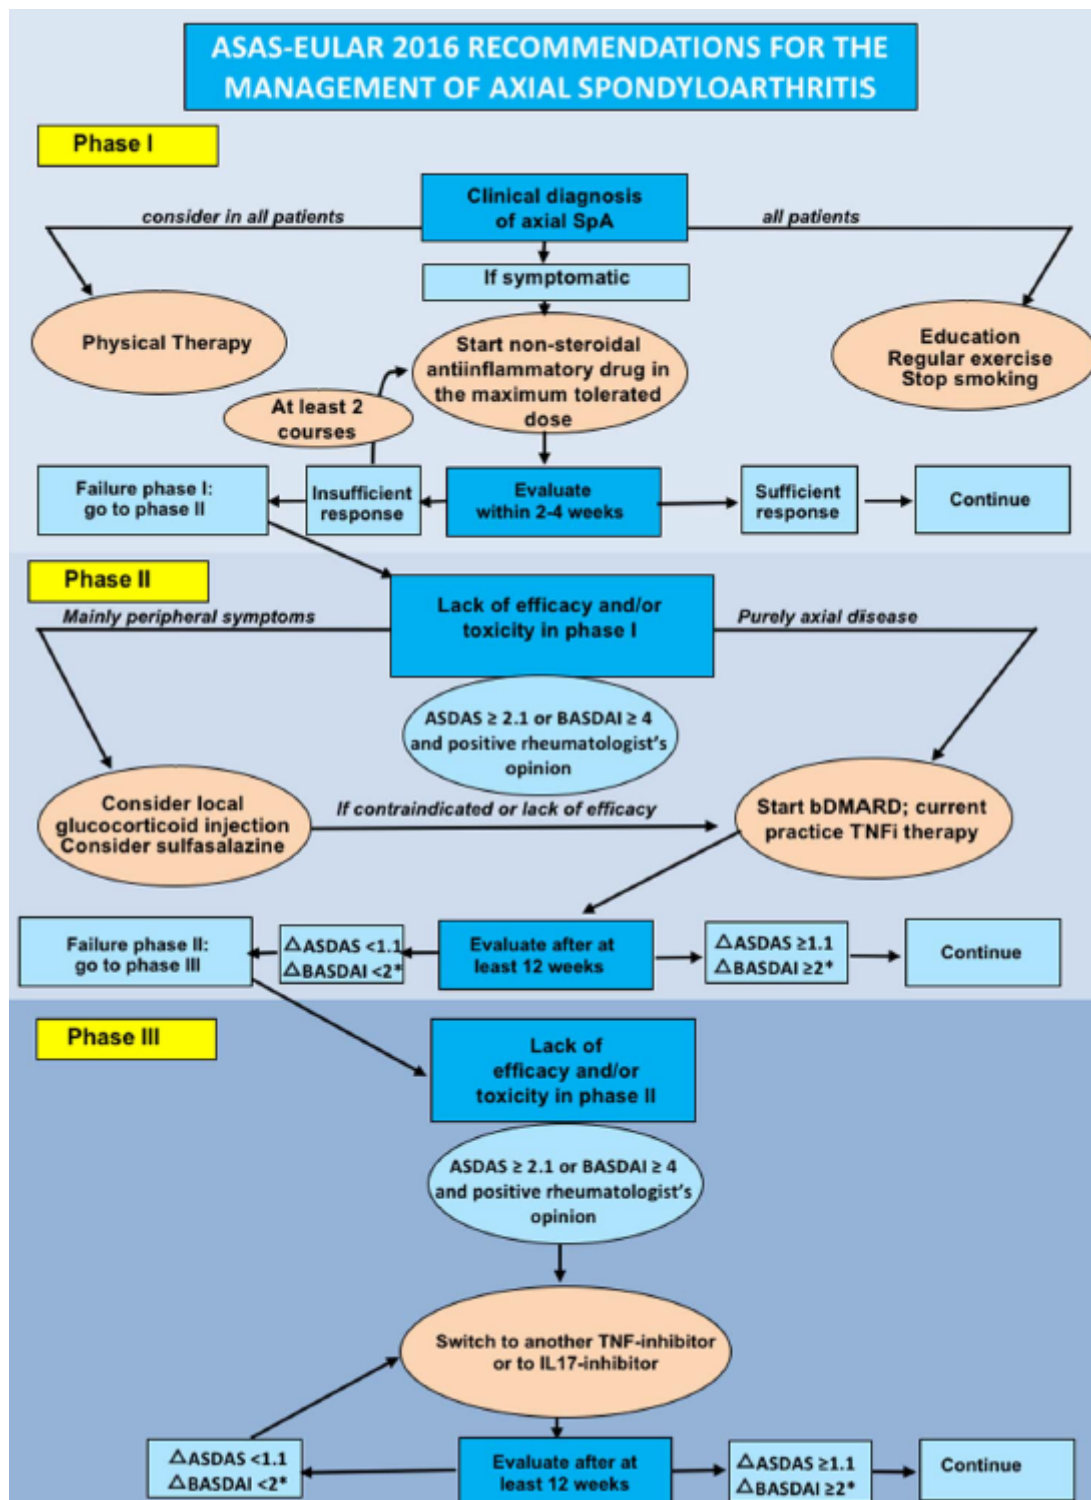 ASAS-EULAR 2016 RECOMMENDATIONS FOR THE
MANAGEMENT OF AXIAL SPONDYLOARTHRITIS
Phase I
Clinical diagnosis
of axial SpA
consider in all patients
all patients
If symptomatic
Physical Therapy
Start non-steroidal
antiinflammatory drug in
the maximum tolerated
dose
Education
Regular exercise
Stop smoking
At least 2
courses
Failure phase I:
go to phase II
Insufficient
response
Evaluate
within 2-4 weeks
Sufficient
response
Continue
Phase II
Mainly peripheral symptoms
Lack of efficacy and/or
toxicity in phase I
Purely axial disease
ASDAS ≥ 2.1 or BASDAI ≥ 4
and positive rheumatologist's
opinion
Consider local
glucocorticoid injection
Consider sulfasalazine
If contraindicated or lack of efficacy
Start bDMARD; current
practice TNFi therapy
Failure phase II:
go to phase III
△ASDAS <1.1
△BASDAI <2*
Evaluate after at
least 12 weeks
△ASDAS ≥1.1
△BASDAI ≥2*
Continue
Phase III
Lack of
efficacy and/or
toxicity in phase II
ASDAS ≥ 2.1 or BASDAI ≥ 4
and positive rheumatologist's
opinion
Switch to another TNF-inhibitor
or to IL17-inhibitor
△ASDAS <1.1
△BASDAI <2*
Evaluate after at
least 12 weeks
△ASDAS ≥1.1
△BASDAI ≥2*
Continue